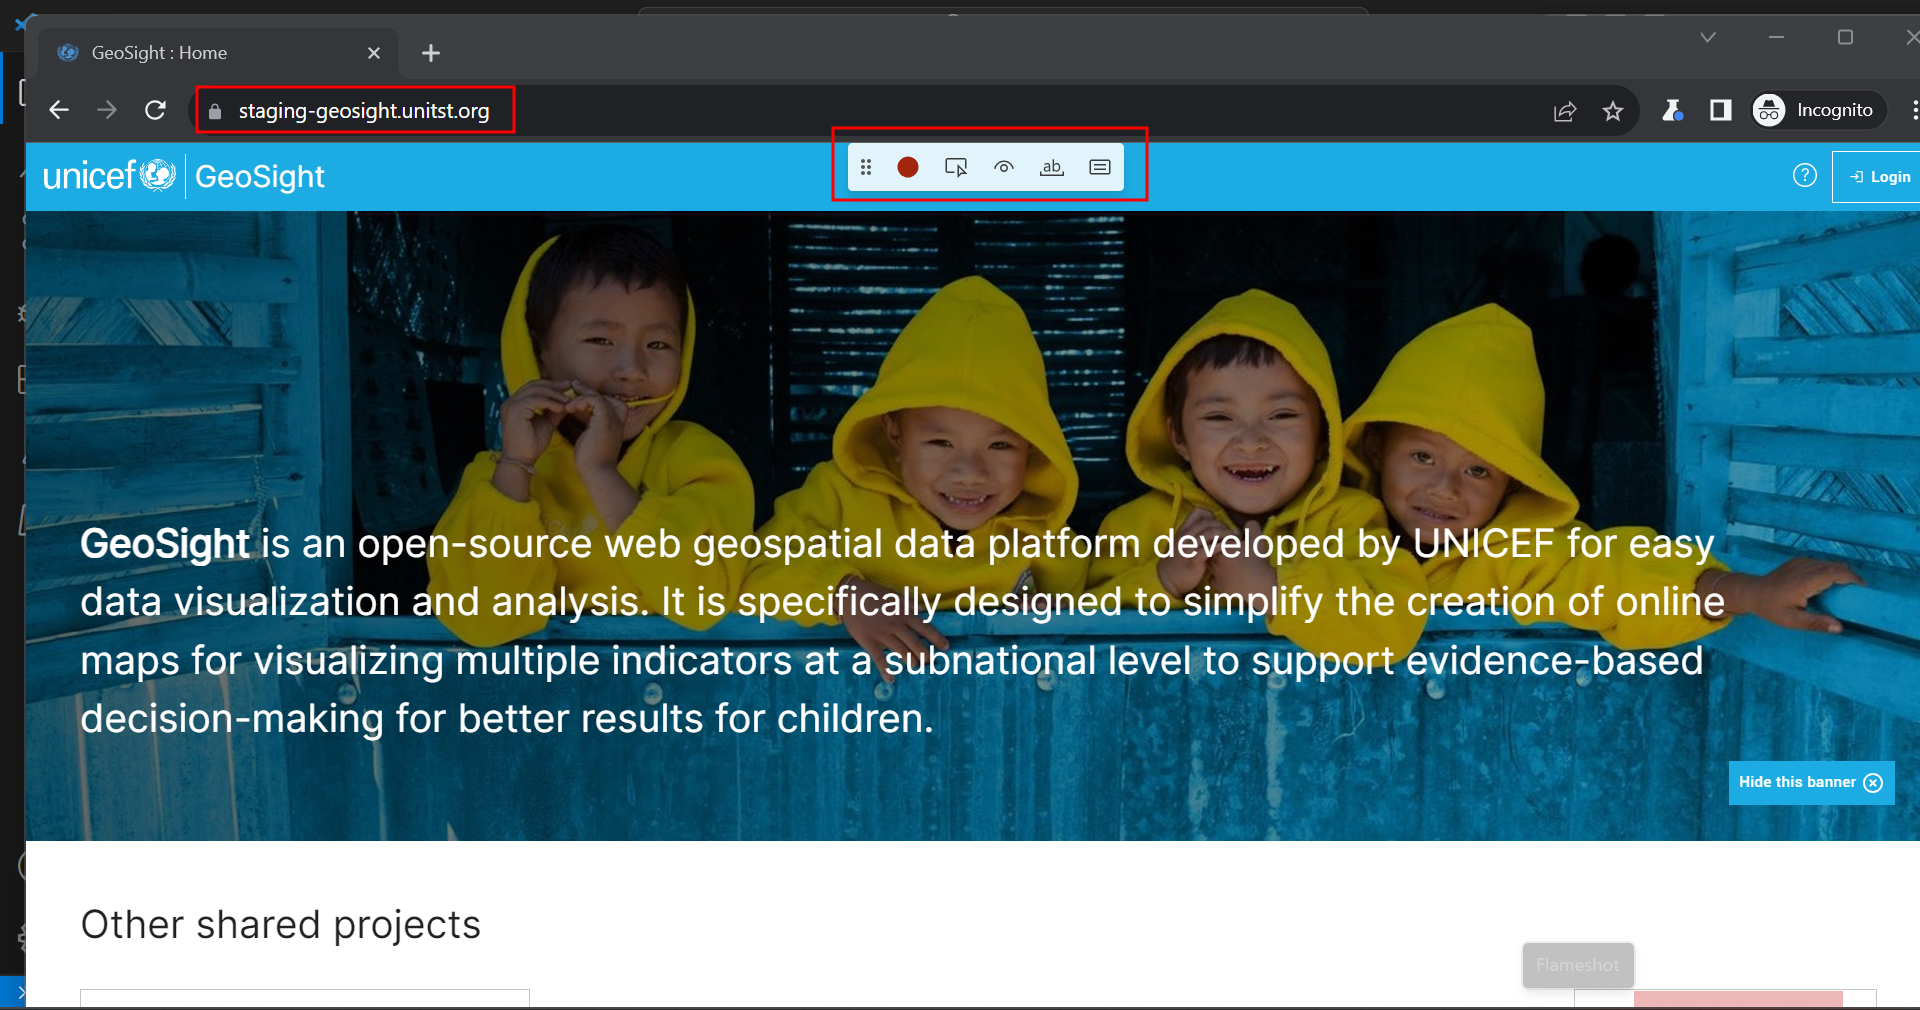 GeoSight : Home
staging-geosight.unitst.org
Incognito
unicef
GeoSight
ab
? Login
GeoSight is an open-source web geospatial data platform developed by UNICEF for easy
data visualization and analysis. It is specifically designed to simplify the creation of online
maps for visualizing multiple indicators at a subnational level to support evidence-based
decision-making for better results for children.
Hide this banner
Other shared projects
Flameshot